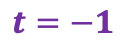 t = −1